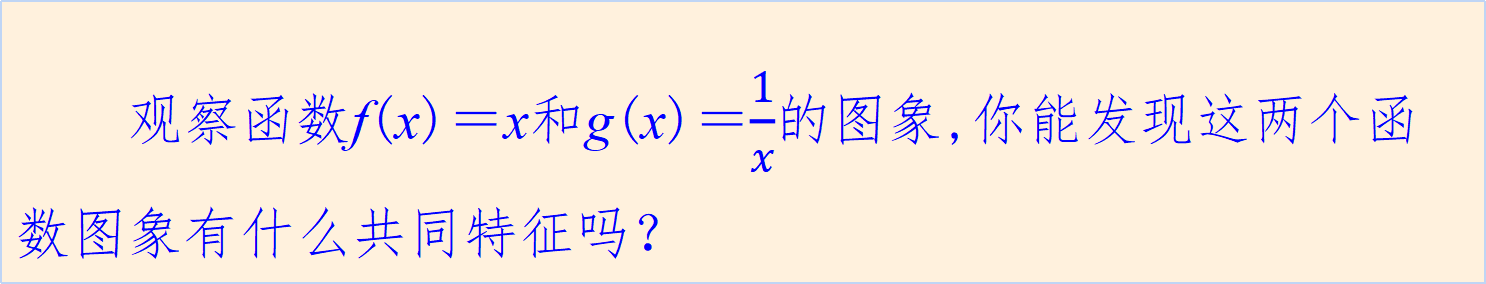 观察函数f(x)=x和g(x)=\frac{1}{x}的图象,你能发现这两个函
数图象有什么共同特征吗?